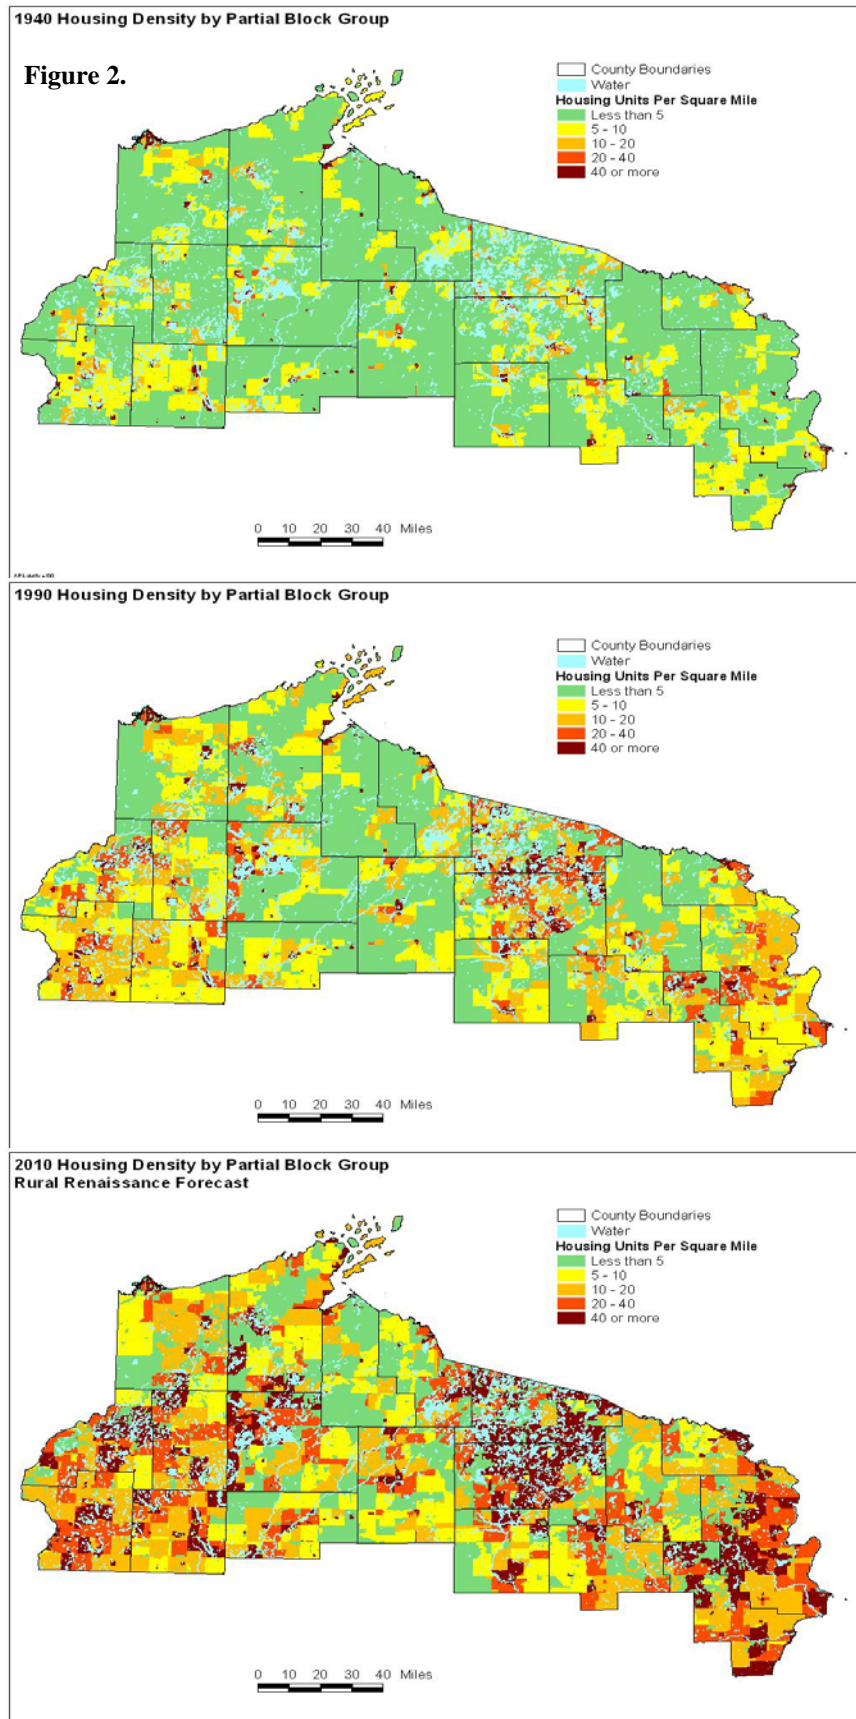 1940 Housing Density by Partial Block Group
Figure 2.
County Boundaries
Water
Housing Units Per Square Mile
Less than 5
5 - 10
10 - 20
20 - 40
40 or more
0 10 20 30 40 Miles
1990 Housing Density by Partial Block Group
County Boundaries
Water
Housing Units Per Square Mile
Less than 5
5 - 10
10 - 20
20 - 40
40 or more
0 10 20 30 40 Miles
2010 Housing Density by Partial Block Group
Rural Renaissance Forecast
County Boundaries
Water
Housing Units Per Square Mile
Less than 5
5 - 10
10 - 20
20 - 40
40 or more
0 10 20 30 40 Miles